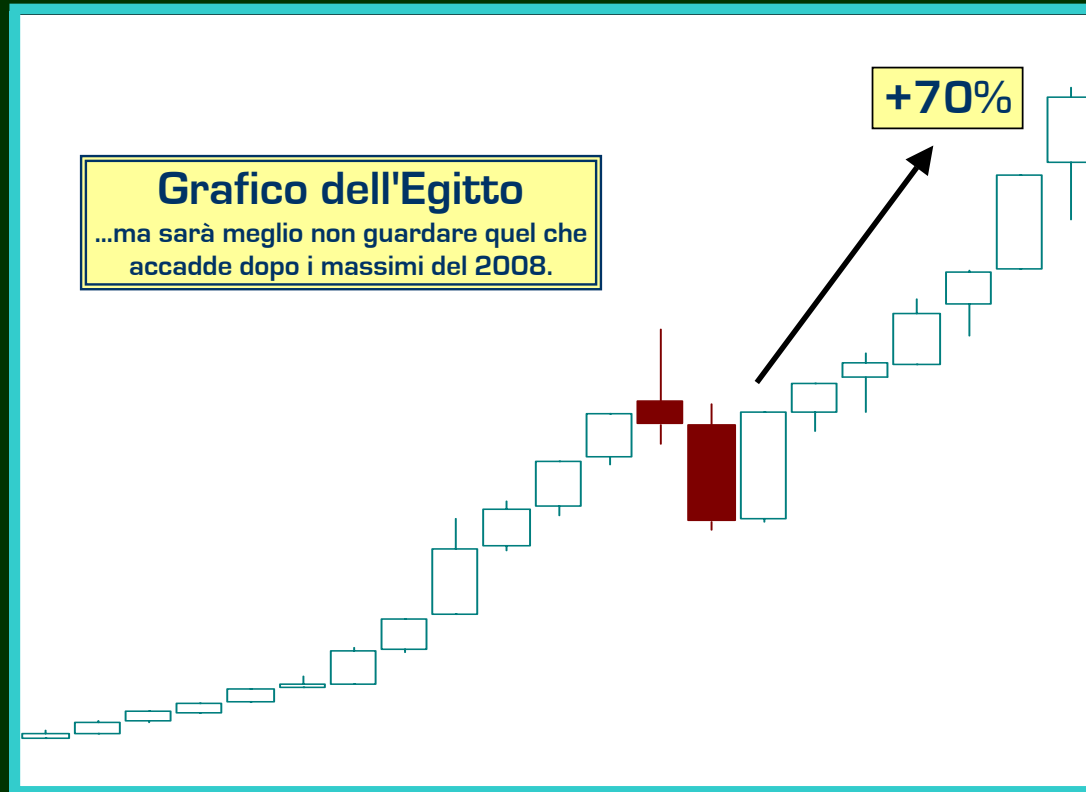 +70%
Grafico dell'Egitto
...ma sarà meglio non guardare quel che
accadde dopo i massimi del 2008.